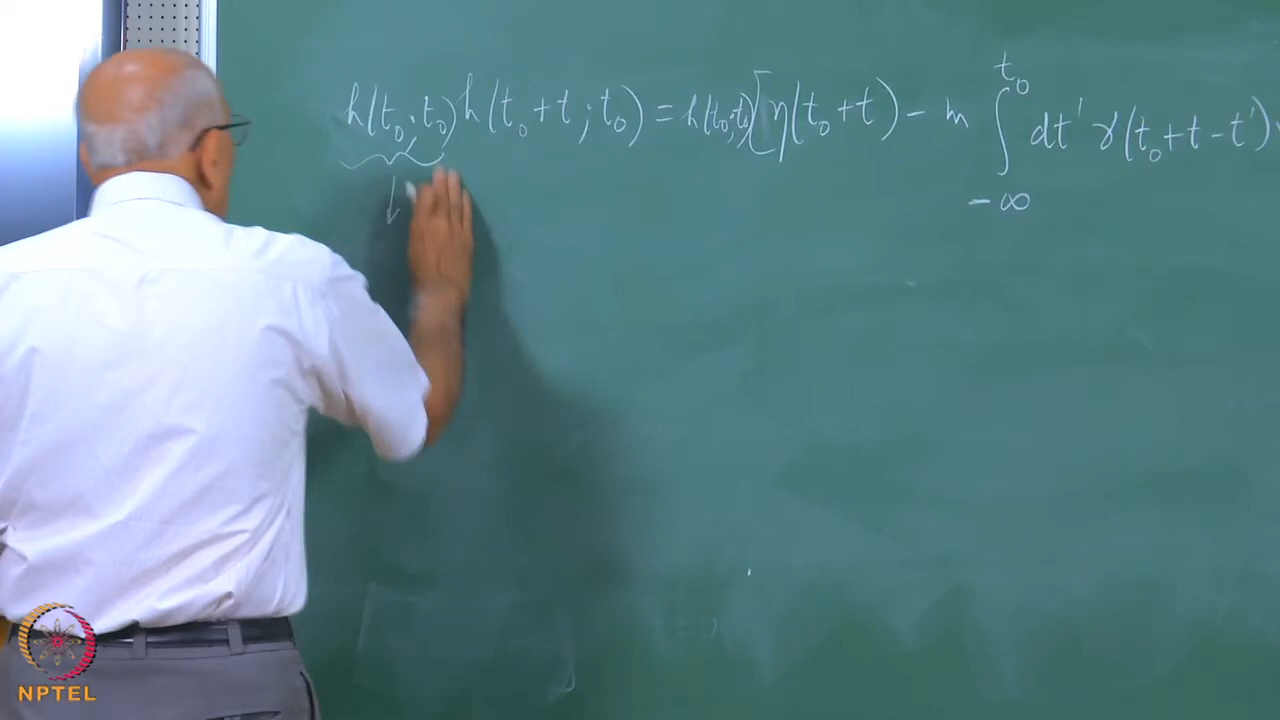 h(t₀;t₀)h(t₀+t;t₀) = h(t₀;t₀)[η(t₀+t) - m ∫_{-∞}^{t₀} dt' γ(t₀+t-t')
NPTEL